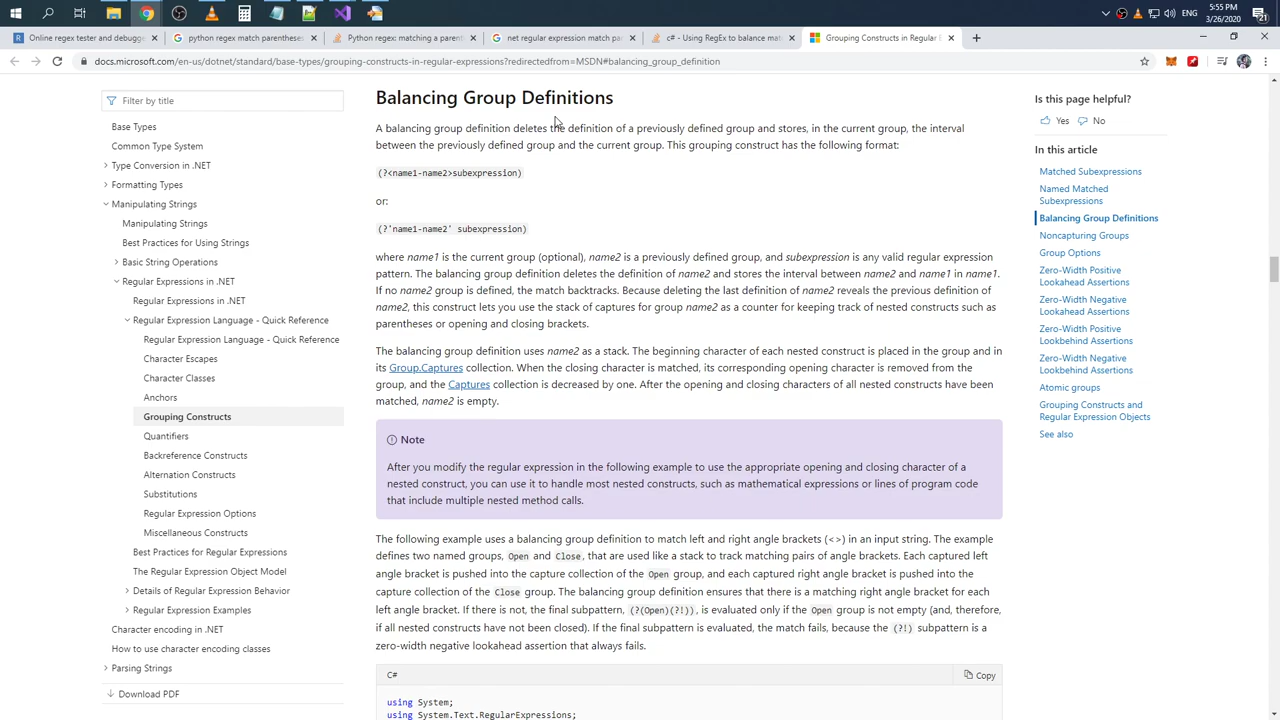 5:55 PM
ENG
3/26/2020
21
Online regex tester and debugge
python regex match parentheses
Python regex: matching a parent
net regular expression match pa
c# - Using RegEx to balance mat
Grouping Constructs in Regular E
docs.microsoft.com/en-us/dotnet/standard/base-types/grouping-constructs-in-regular-expressions?redirectedfrom=MSDN#balancing_group_definition
Filter by title
Base Types
Common Type System
Type Conversion in .NET
Formatting Types
Manipulating Strings
Manipulating Strings
Best Practices for Using Strings
Basic String Operations
Regular Expressions in .NET
Regular Expressions in .NET
Regular Expression Language - Quick Reference
Regular Expression Language - Quick Reference
Character Escapes
Character Classes
Anchors
Grouping Constructs
Quantifiers
Backreference Constructs
Alternation Constructs
Substitutions
Regular Expression Options
Miscellaneous Constructs
Best Practices for Regular Expressions
The Regular Expression Object Model
Details of Regular Expression Behavior
Regular Expression Examples
Character encoding in .NET
How to use character encoding classes
Parsing Strings
Download PDF
Balancing Group Definitions
A balancing group definition deletes the definition of a previously defined group and stores, in the current group, the interval
between the previously defined group and the current group. This grouping construct has the following format:
(?<name1-name2>subexpression)
or:
(?'name1-name2' subexpression)
where name1 is the current group (optional), name2 is a previously defined group, and subexpression is any valid regular expression
pattern. The balancing group definition deletes the definition of name2 and stores the interval between name2 and name1 in name1.
If no name2 group is defined, the match backtracks. Because deleting the last definition of name2 reveals the previous definition of
name2, this construct lets you use the stack of captures for group name2 as a counter for keeping track of nested constructs such as
parentheses or opening and closing brackets.
The balancing group definition uses name2 as a stack. The beginning character of each nested construct is placed in the group and in
its Group.Captures collection. When the closing character is matched, its corresponding opening character is removed from the
group, and the Captures collection is decreased by one. After the opening and closing characters of all nested constructs have been
matched, name2 is empty.
Note
After you modify the regular expression in the following example to use the appropriate opening and closing character of a
nested construct, you can use it to handle most nested constructs, such as mathematical expressions or lines of program code
that include multiple nested method calls.
The following example uses a balancing group definition to match left and right angle brackets (<>) in an input string. The example
defines two named groups, Open and Close, that are used like a stack to track matching pairs of angle brackets. Each captured left
angle bracket is pushed into the capture collection of the Open group, and each captured right angle bracket is pushed into the
capture collection of the Close group. The balancing group definition ensures that there is a matching right angle bracket for each
left angle bracket. If there is not, the final subpattern, (?(Open)(?!)), is evaluated only if the Open group is not empty (and, therefore,
if all nested constructs have not been closed). If the final subpattern is evaluated, the match fails, because the (?!) subpattern is a
zero-width negative lookahead assertion that always fails.
C#
Copy
using System;
using System.Text.RegularExpressions;
Is this page helpful?
Yes No
In this article
Matched Subexpressions
Named Matched
Subexpressions
Balancing Group Definitions
Noncapturing Groups
Group Options
Zero-Width Positive
Lookahead Assertions
Zero-Width Negative
Lookahead Assertions
Zero-Width Positive
Lookbehind Assertions
Zero-Width Negative
Lookbehind Assertions
Atomic groups
Grouping Constructs and
Regular Expression Objects
See also